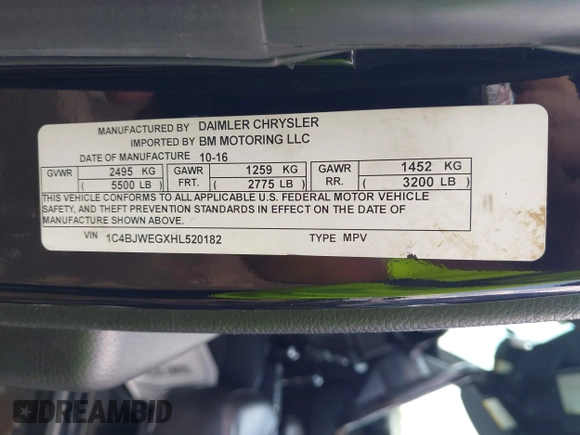 MANUFACTURED BY DAIMLER CHRYSLER
IMPORTED BY BM MOTORING LLC
DATE OF MANUFACTURE 10-16
GVWR 2495 KG GAWR 1259 KG GAWR 1452 KG
( 5500 LB ) FRT. ( 2775 LB ) RR. ( 3200 LB )
THIS VEHICLE CONFORMS TO ALL APPLICABLE U.S. FEDERAL MOTOR VEHICLE
SAFETY, AND THEFT PREVENTION STANDARDS IN EFFECT ON THE DATE OF
MANUFACTURE SHOWN ABOVE.
VIN 1C4BJWEGXHL520182 TYPE MPV
DREAMBID